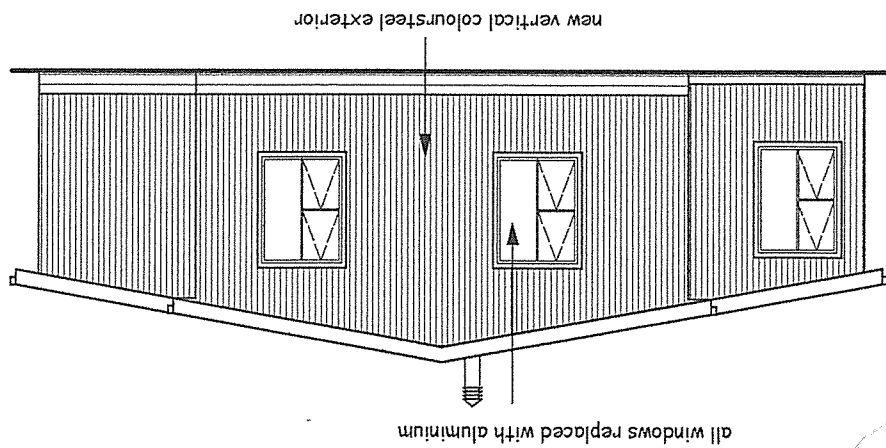 all windows replaced with aluminium
new vertical coloursteel exterior